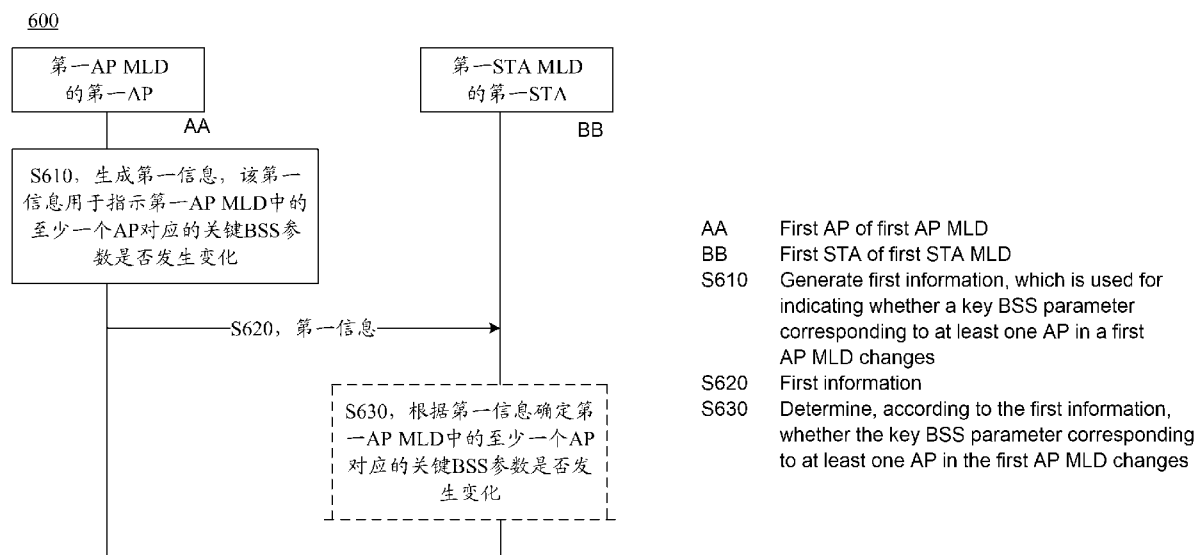 600
第一AP MLD
的第一AP
AA
第一STA MLD
的第一STA
BB
S610，生成第一信息，该第一
信息用于指示第一AP MLD中的
至少一个AP对应的关键BSS参
数是否发生变化
S620，第一信息
S630，根据第一信息确定第
一AP MLD中的至少一个AP
对应的关键BSS参数是否发
生变化
AA First AP of first AP MLD
BB First STA of first STA MLD
S610 Generate first information, which is used for
indicating whether a key BSS parameter
corresponding to at least one AP in a first
AP MLD changes
S620 First information
S630 Determine, according to the first information,
whether the key BSS parameter corresponding
to at least one AP in the first AP MLD changes